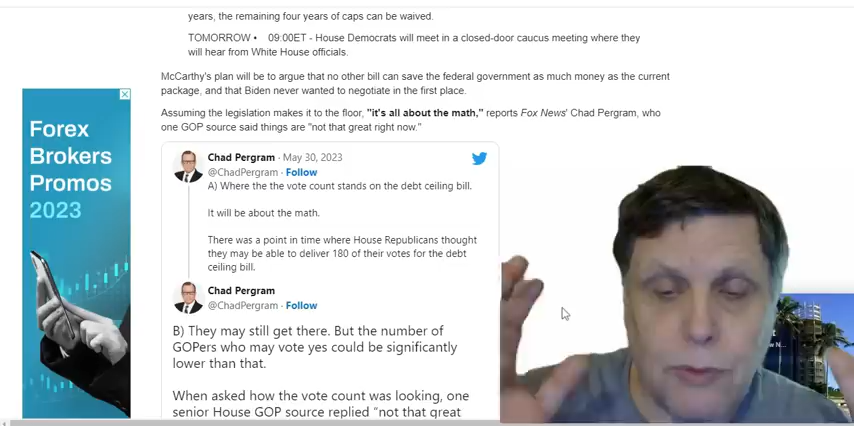 years, the remaining four years of caps can be waived.
TOMORROW • 09:00ET - House Democrats will meet in a closed-door caucus meeting where they
will hear from White House officials.
McCarthy's plan will be to argue that no other bill can save the federal government as much money as the current
package, and that Biden never wanted to negotiate in the first place.
Assuming the legislation makes it to the floor, "it's all about the math," reports Fox News' Chad Pergram, who
one GOP source said things are "not that great right now."
Forex
Brokers
Promos
2023
Chad Pergram · May 30, 2023
@ChadPergram · Follow
A) Where the the vote count stands on the debt ceiling bill.
It will be about the math.
There was a point in time where House Republicans thought
they may be able to deliver 180 of their votes for the debt
ceiling bill.
Chad Pergram
@ChadPergram · Follow
B) They may still get there. But the number of
GOPers who may vote yes could be significantly
lower than that.
When asked how the vote count was looking, one
senior House GOP source replied "not that great